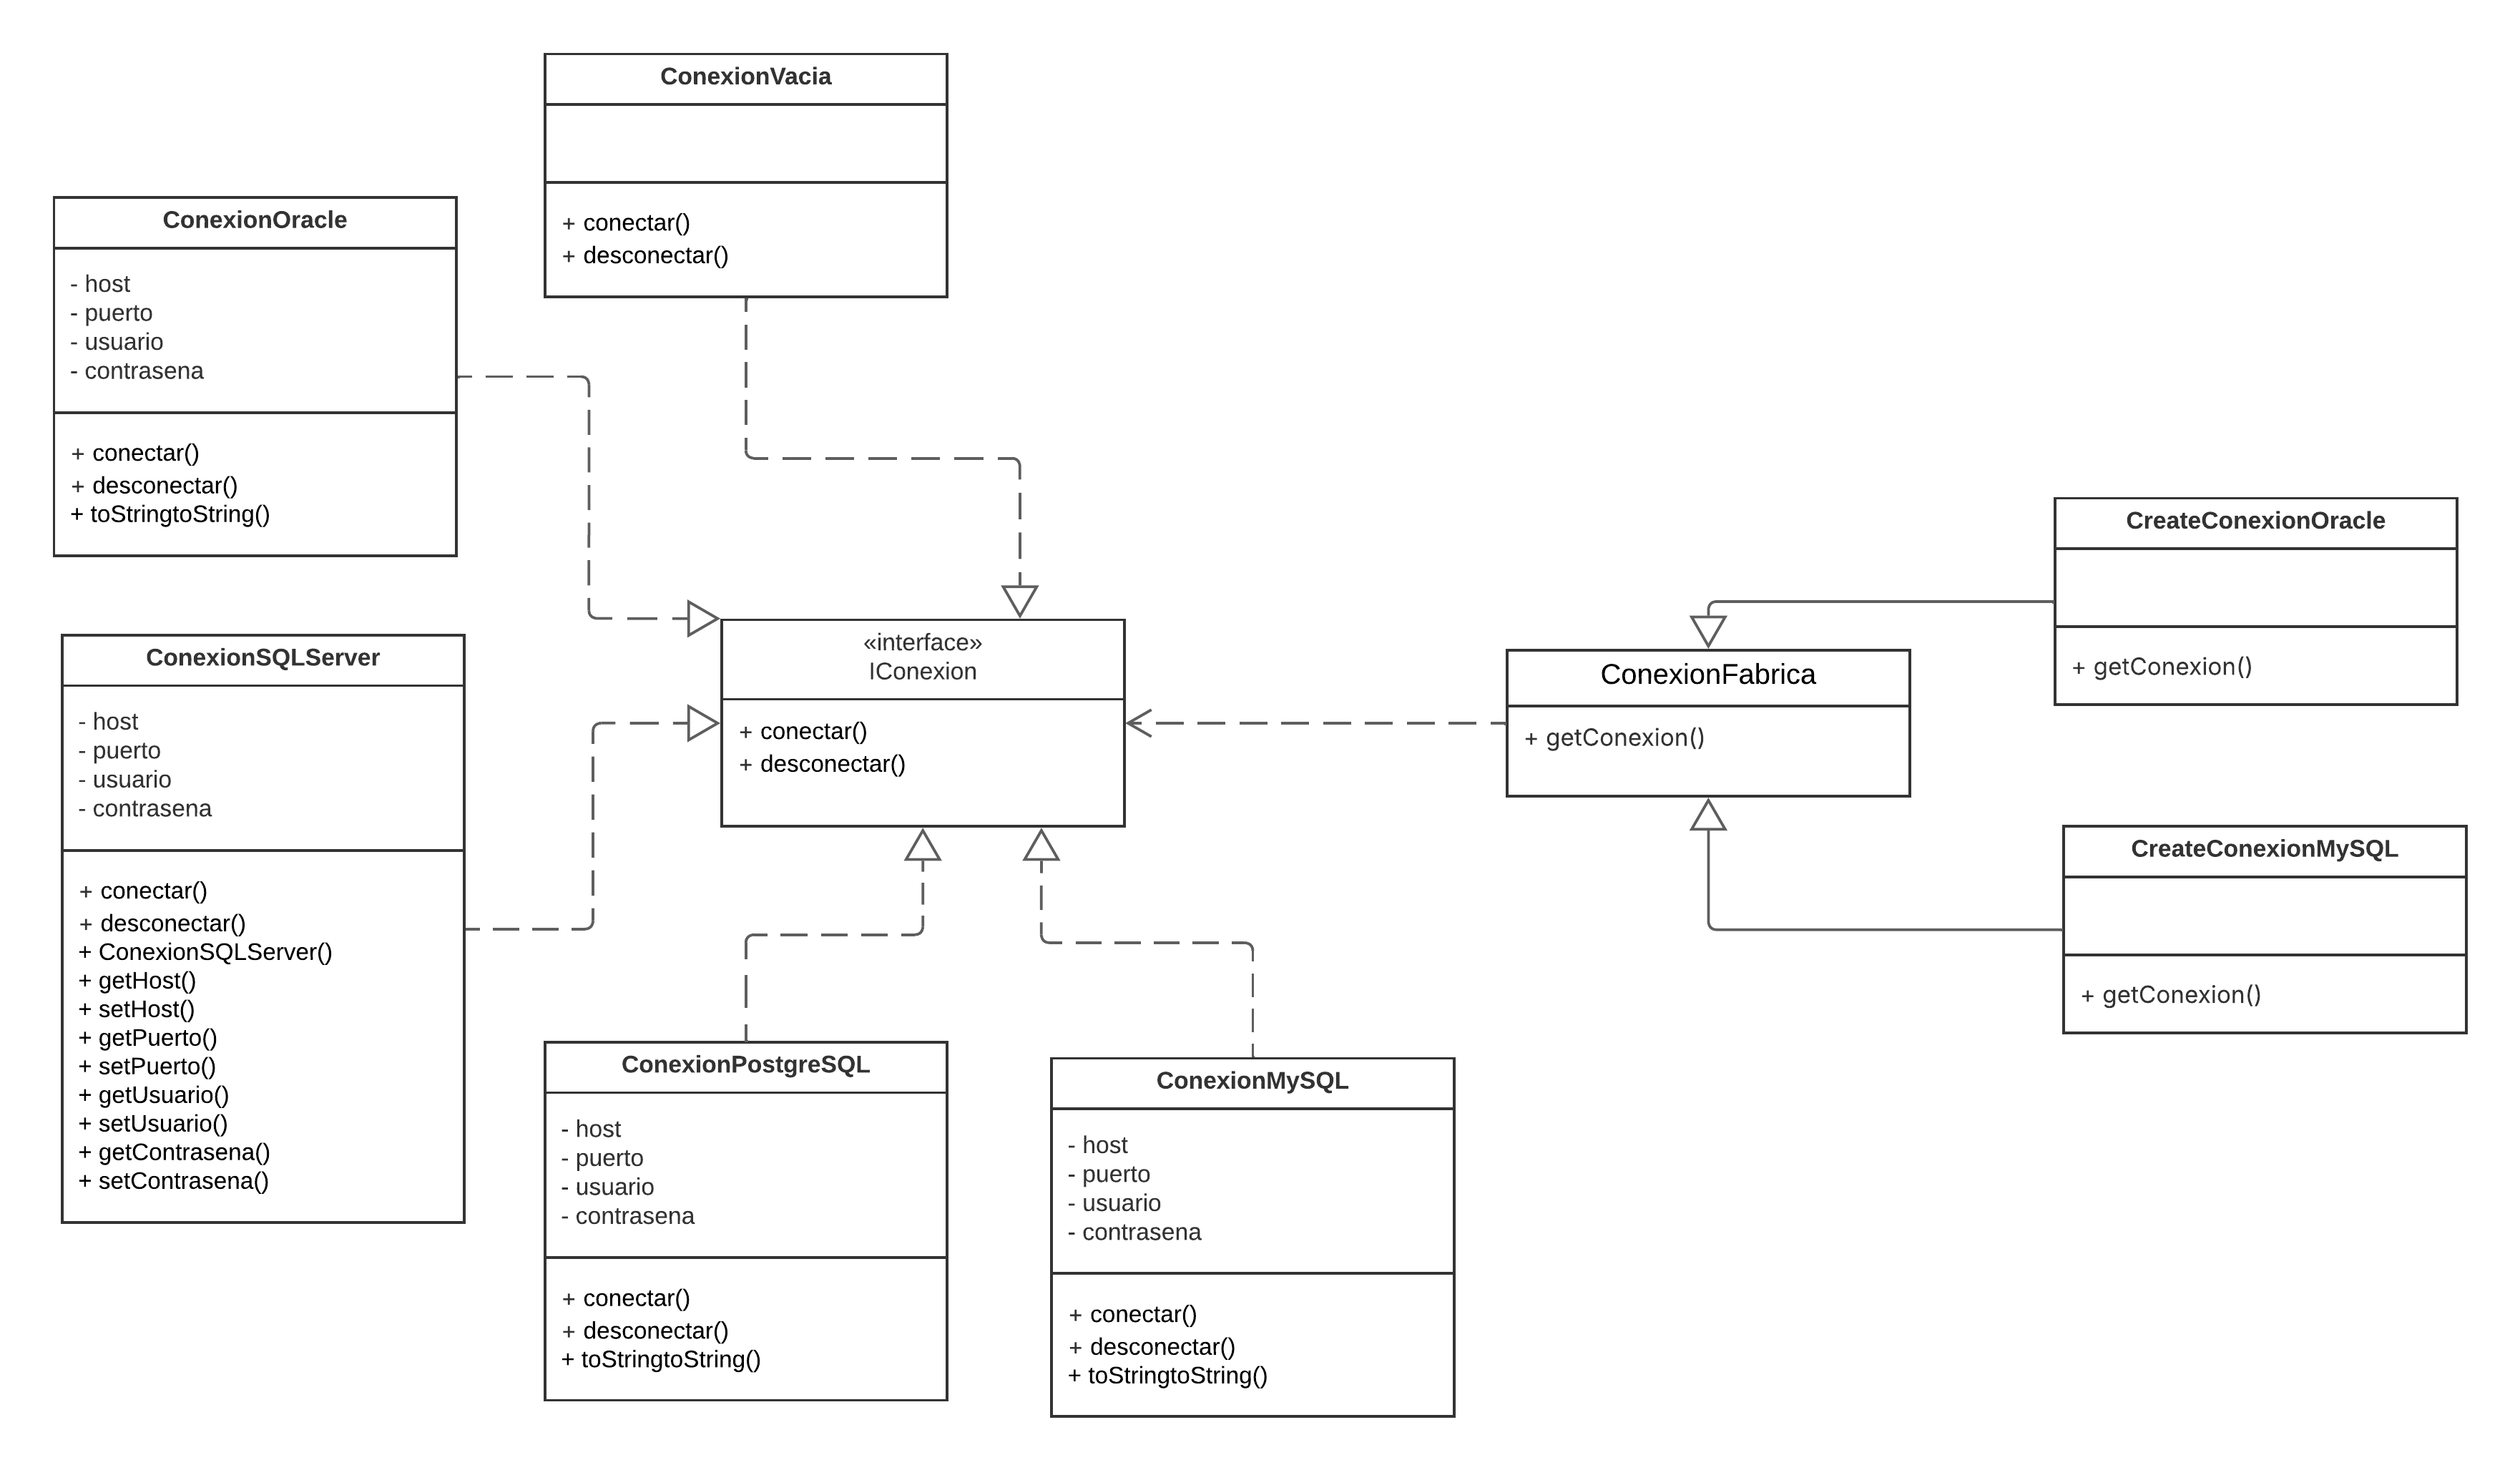 ConexionVacia
+ conectar()
+ desconectar()
ConexionOracle
- host
- puerto
- usuario
- contrasena
+ conectar()
+ desconectar()
+ toStringtoString()
ConexionSQLServer
- host
- puerto
- usuario
- contrasena
+ conectar()
+ desconectar()
+ ConexionSQLServer()
+ getHost()
+ setHost()
+ getPuerto()
+ setPuerto()
+ getUsuario()
+ setUsuario()
+ getContrasena()
+ setContrasena()
«interface»
IConexion
+ conectar()
+ desconectar()
ConexionFabrica
+ getConexion()
CreateConexionOracle
+ getConexion()
CreateConexionMySQL
+ getConexion()
ConexionPostgreSQL
- host
- puerto
- usuario
- contrasena
+ conectar()
+ desconectar()
+ toStringtoString()
ConexionMySQL
- host
- puerto
- usuario
- contrasena
+ conectar()
+ desconectar()
+ toStringtoString()